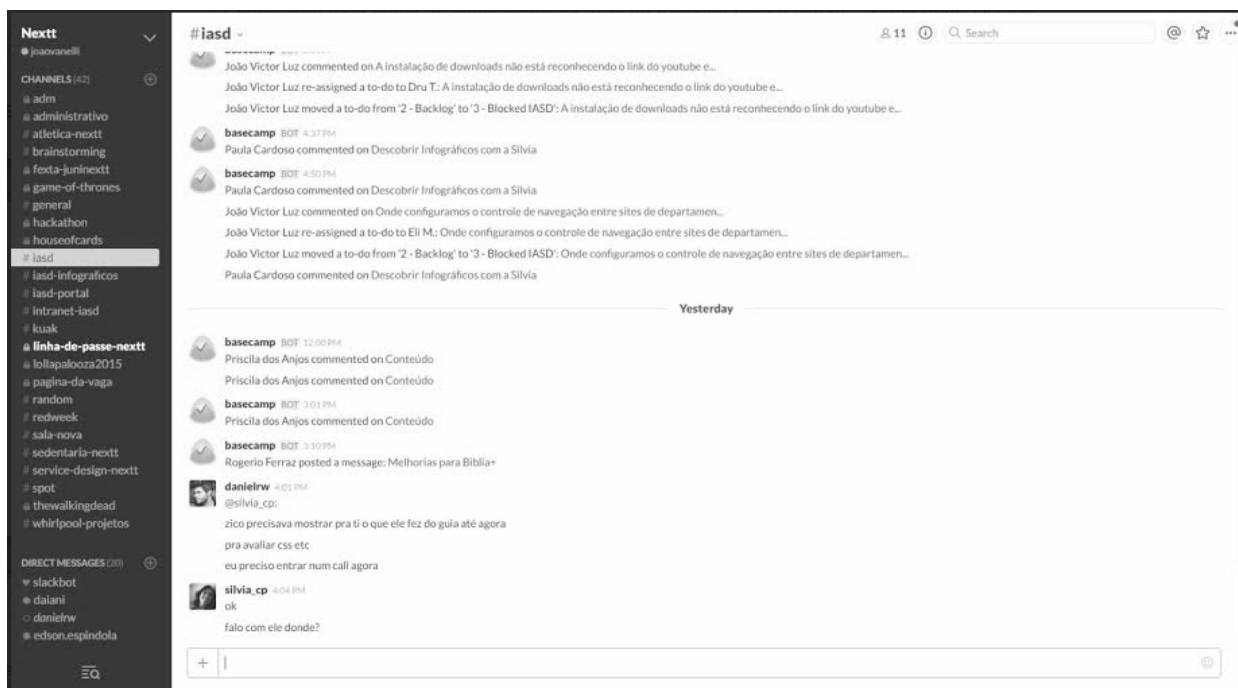 Nextt
joaovanelli
CHANNELS (42)
adm
administrativo
# atletica-nextt
# brainstorming
fexta-juninextt
game-of-thrones
# general
hackathon
houseofcards
# iasd
# iasd-infograficos
# iasd-portal
# intranet-iasd
# kuak
linha-de-passe-nextt
lollapalooza2015
pagina-da-vaga
# random
# redweek
# sala-nova
# sedentaria-nextt
# service-design-nextt
# spot
thewalkingdead
# whirlpool-projetos
DIRECT MESSAGES (20)
slackbot
daiani
danielrw
edson.espindola
#iasd
11
Search
João Victor Luz commented on A instalação de downloads não está reconhecendo o link do youtube e...
João Victor Luz re-assigned a to-do to Dru T.: A instalação de downloads não está reconhecendo o link do youtube e...
João Victor Luz moved a to-do from '2 - Backlog' to '3 - Blocked IASD': A instalação de downloads não está reconhecendo o link do youtube e...
basecamp BOT 4:37 PM
Paula Cardoso commented on Descobrir Infográficos com a Silvia
basecamp BOT 4:50 PM
Paula Cardoso commented on Descobrir Infográficos com a Silvia
João Victor Luz commented on Onde configuramos o controle de navegação entre sites de departamen...
João Victor Luz re-assigned a to-do to Eli M.: Onde configuramos o controle de navegação entre sites de departamen...
João Victor Luz moved a to-do from '2 - Backlog' to '3 - Blocked IASD': Onde configuramos o controle de navegação entre sites de departamen...
Paula Cardoso commented on Descobrir Infográficos com a Silvia
Yesterday
basecamp BOT 12:00 PM
Priscila dos Anjos commented on Conteúdo
Priscila dos Anjos commented on Conteúdo
basecamp BOT 3:01 PM
Priscila dos Anjos commented on Conteúdo
basecamp BOT 3:10 PM
Rogerio Ferraz posted a message: Melhorias para Biblia+
danielrw 4:01 PM
@silvia_cp:
zico precisava mostrar pra ti o que ele fez do guia até agora
pra avaliar css etc
eu preciso entrar num call agora
silvia_cp 4:04 PM
ok
falo com ele donde?